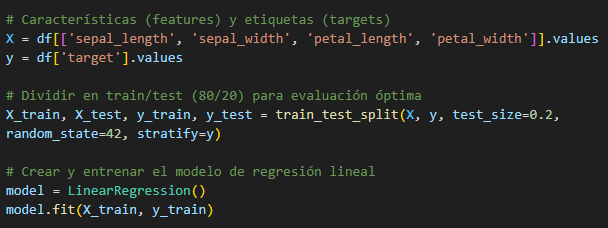 # Características (features) y etiquetas (targets)
X = df[['sepal_length', 'sepal_width', 'petal_length', 'petal_width']].values
y = df['target'].values

# Dividir en train/test (80/20) para evaluación óptima
X_train, X_test, y_train, y_test = train_test_split(X, y, test_size=0.2,
random_state=42, stratify=y)

# Crear y entrenar el modelo de regresión lineal
model = LinearRegression()
model.fit(X_train, y_train)